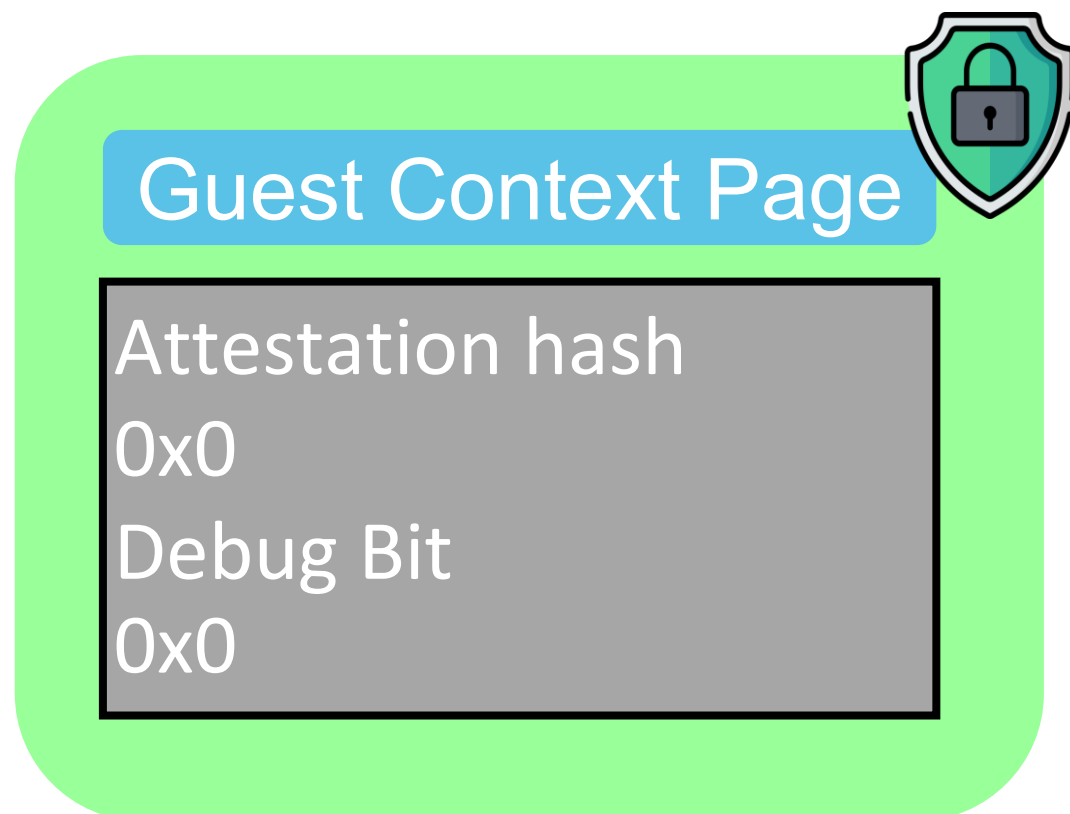 Guest Context Page
Attestation hash
0x0
Debug Bit
0x0